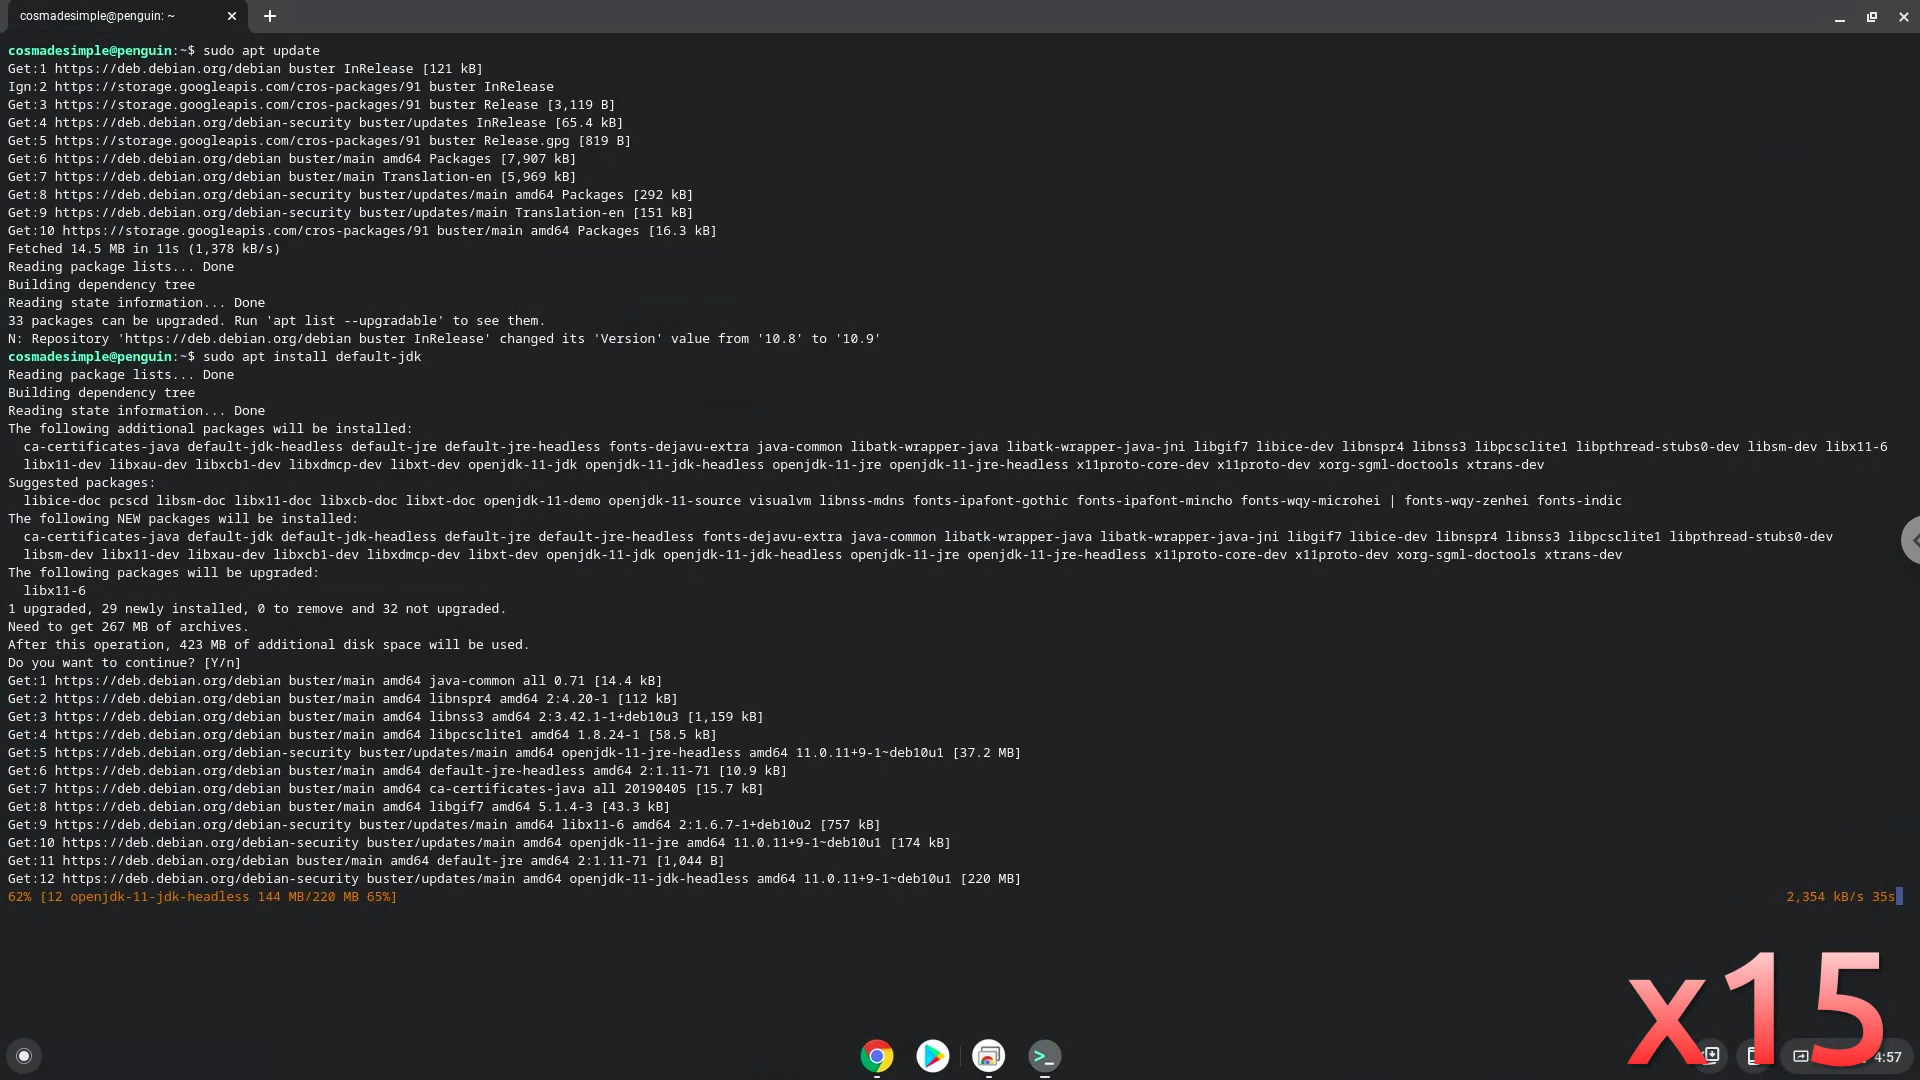 cosmadesimple@penguin: ~
cosmadesimple@penguin:~$ sudo apt update
Get:1 https://deb.debian.org/debian buster InRelease [121 kB]
Ign:2 https://storage.googleapis.com/cros-packages/91 buster InRelease
Get:3 https://storage.googleapis.com/cros-packages/91 buster Release [3,119 B]
Get:4 https://deb.debian.org/debian-security buster/updates InRelease [65.4 kB]
Get:5 https://storage.googleapis.com/cros-packages/91 buster Release.gpg [819 B]
Get:6 https://deb.debian.org/debian buster/main amd64 Packages [7,907 kB]
Get:7 https://deb.debian.org/debian buster/main Translation-en [5,969 kB]
Get:8 https://deb.debian.org/debian-security buster/updates/main amd64 Packages [292 kB]
Get:9 https://deb.debian.org/debian-security buster/updates/main Translation-en [151 kB]
Get:10 https://storage.googleapis.com/cros-packages/91 buster/main amd64 Packages [16.3 kB]
Fetched 14.5 MB in 11s (1,378 kB/s)
Reading package lists... Done
Building dependency tree
Reading state information... Done
33 packages can be upgraded. Run 'apt list --upgradable' to see them.
N: Repository 'https://deb.debian.org/debian buster InRelease' changed its 'Version' value from '10.8' to '10.9'
cosmadesimple@penguin:~$ sudo apt install default-jdk
Reading package lists... Done
Building dependency tree
Reading state information... Done
The following additional packages will be installed:
ca-certificates-java default-jdk-headless default-jre default-jre-headless fonts-dejavu-extra java-common libatk-wrapper-java libatk-wrapper-java-jni libgif7 libice-dev libnspr4 libnss3 libpcsclite1 libpthread-stubs0-dev libsm-dev libx11-6
libx11-dev libxau-dev libxcb1-dev libxdmcp-dev libxt-dev openjdk-11-jdk openjdk-11-jdk-headless openjdk-11-jre openjdk-11-jre-headless x11proto-core-dev x11proto-dev xorg-sgml-doctools xtrans-dev
Suggested packages:
libice-doc pcscd libsm-doc libx11-doc libxcb-doc libxt-doc openjdk-11-demo openjdk-11-source visualvm libnss-mdns fonts-ipafont-gothic fonts-ipafont-mincho fonts-wqy-microhei | fonts-wqy-zenhei fonts-indic
The following NEW packages will be installed:
ca-certificates-java default-jdk default-jdk-headless default-jre default-jre-headless fonts-dejavu-extra java-common libatk-wrapper-java libatk-wrapper-java-jni libgif7 libice-dev libnspr4 libnss3 libpcsclite1 libpthread-stubs0-dev
libsm-dev libx11-dev libxau-dev libxcb1-dev libxdmcp-dev libxt-dev openjdk-11-jdk openjdk-11-jdk-headless openjdk-11-jre openjdk-11-jre-headless x11proto-core-dev x11proto-dev xorg-sgml-doctools xtrans-dev
The following packages will be upgraded:
libx11-6
1 upgraded, 29 newly installed, 0 to remove and 32 not upgraded.
Need to get 267 MB of archives.
After this operation, 423 MB of additional disk space will be used.
Do you want to continue? [Y/n]
Get:1 https://deb.debian.org/debian buster/main amd64 java-common all 0.71 [14.4 kB]
Get:2 https://deb.debian.org/debian buster/main amd64 libnspr4 amd64 2:4.20-1 [112 kB]
Get:3 https://deb.debian.org/debian buster/main amd64 libnss3 amd64 2:3.42.1-1+deb10u3 [1,159 kB]
Get:4 https://deb.debian.org/debian buster/main amd64 libpcsclite1 amd64 1.8.24-1 [58.5 kB]
Get:5 https://deb.debian.org/debian-security buster/updates/main amd64 openjdk-11-jre-headless amd64 11.0.11+9-1~deb10u1 [37.2 MB]
Get:6 https://deb.debian.org/debian buster/main amd64 default-jre-headless amd64 2:1.11-71 [10.9 kB]
Get:7 https://deb.debian.org/debian buster/main amd64 ca-certificates-java all 20190405 [15.7 kB]
Get:8 https://deb.debian.org/debian buster/main amd64 libgif7 amd64 5.1.4-3 [43.3 kB]
Get:9 https://deb.debian.org/debian-security buster/updates/main amd64 libx11-6 amd64 2:1.6.7-1+deb10u2 [757 kB]
Get:10 https://deb.debian.org/debian-security buster/updates/main amd64 openjdk-11-jre amd64 11.0.11+9-1~deb10u1 [174 kB]
Get:11 https://deb.debian.org/debian buster/main amd64 default-jre amd64 2:1.11-71 [1,044 B]
Get:12 https://deb.debian.org/debian-security buster/updates/main amd64 openjdk-11-jdk-headless amd64 11.0.11+9-1~deb10u1 [220 MB]
62% [12 openjdk-11-jdk-headless 144 MB/220 MB 65%] 2,354 kB/s 35s
x15
4:57